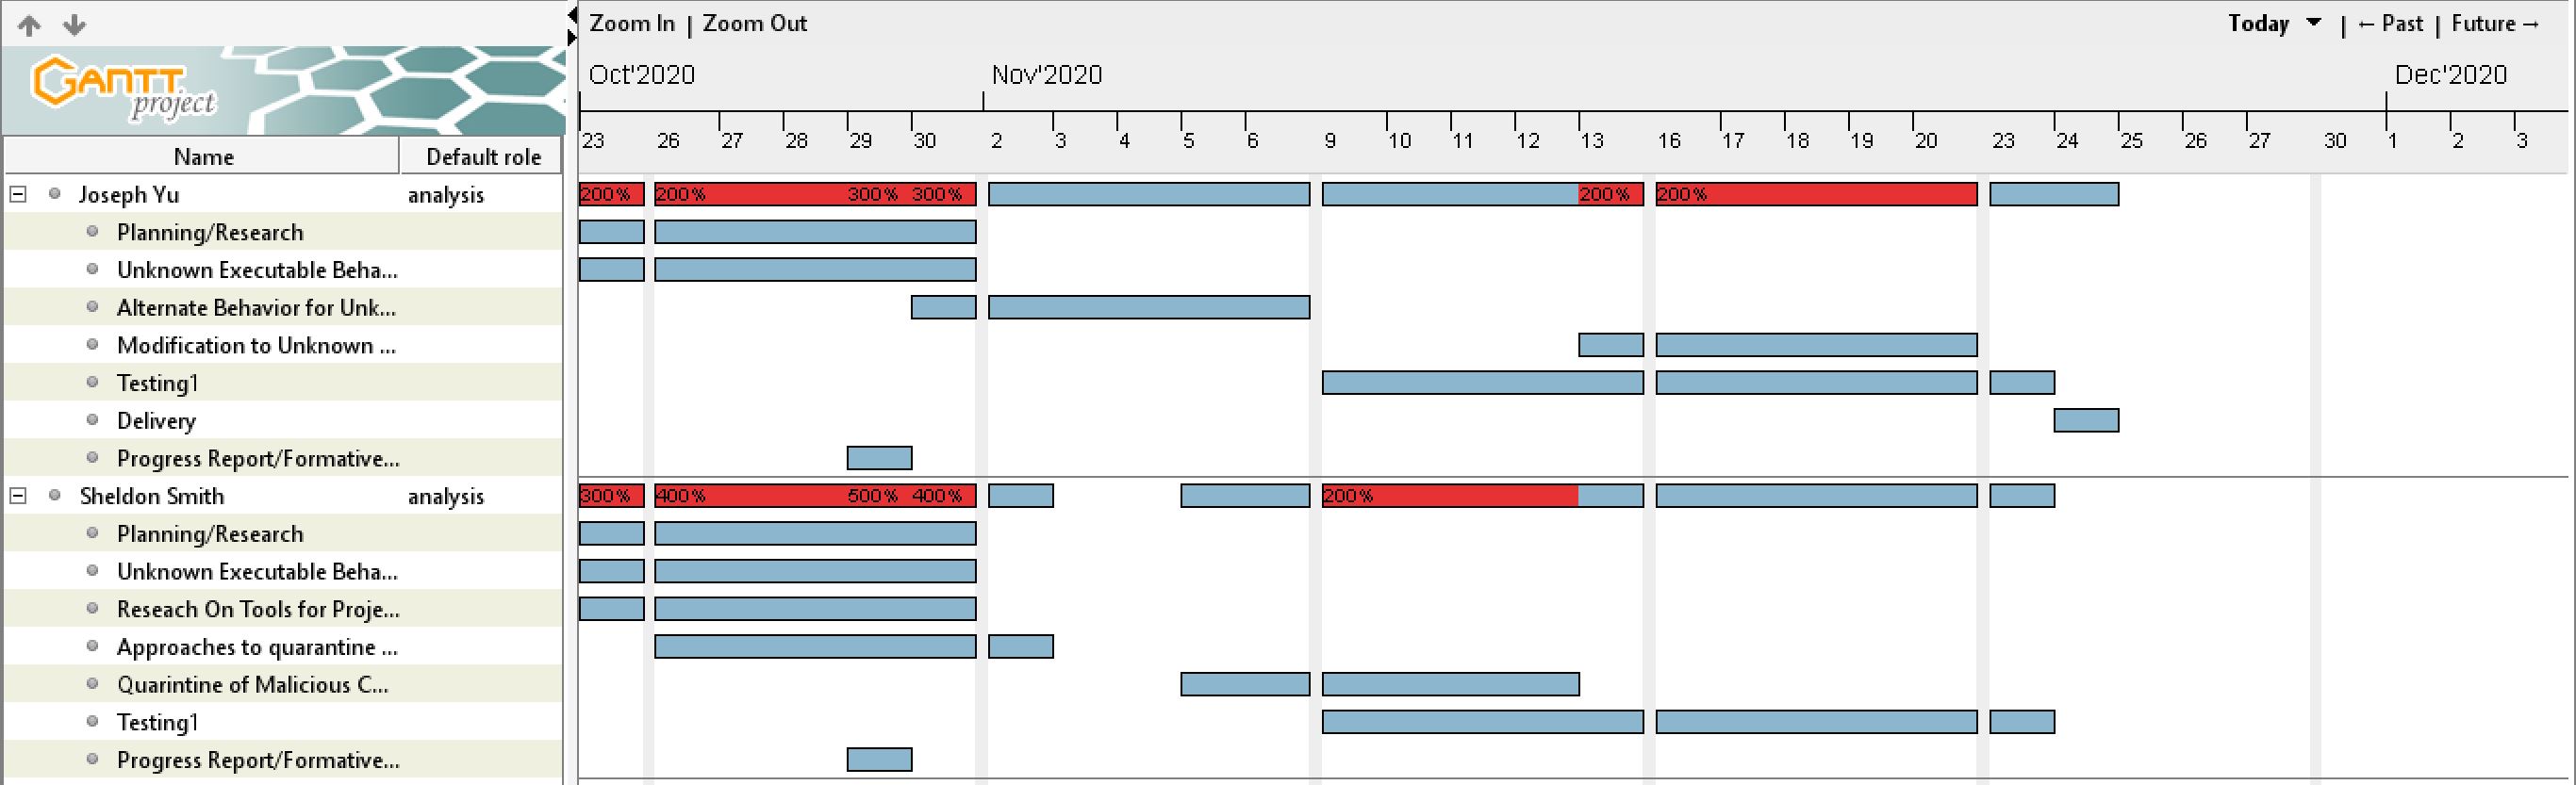 Zoom In | Zoom Out
Today | ← Past | Future →
GANTT
project
Oct'2020 Nov'2020 Dec'2020
23 26 27 28 29 30 2 3 4 5 6 9 10 11 12 13 16 17 18 19 20 23 24 25 26 27 30 1 2 3
Name Default role
Joseph Yu analysis 200% 200% 300% 300% 200% 200%
Planning/Research
Unknown Executable Beha...
Alternate Behavior for Unk...
Modification to Unknown ...
Testing1
Delivery
Progress Report/Formative...
Sheldon Smith analysis 300% 400% 500% 400% 200%
Planning/Research
Unknown Executable Beha...
Reseach On Tools for Proje...
Approaches to quarantine ...
Quarintine of Malicious C...
Testing1
Progress Report/Formative...